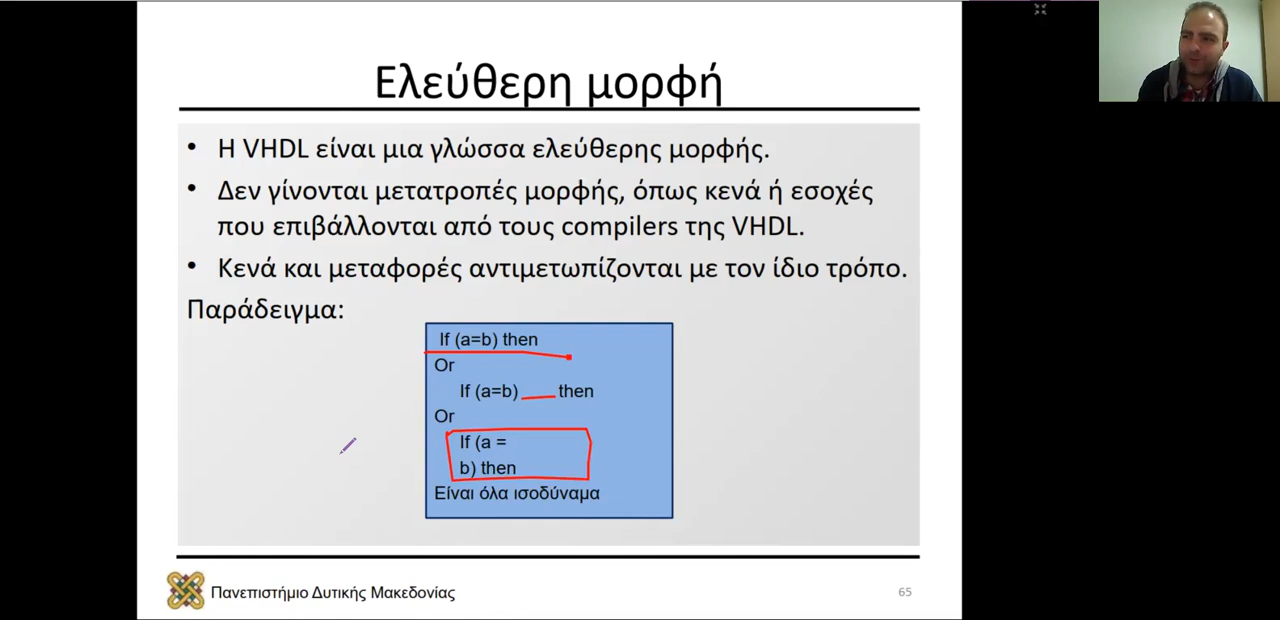 Ελεύθερη μορφή
• Η VHDL είναι μια γλώσσα ελεύθερης μορφής.
• Δεν γίνονται μετατροπές μορφής, όπως κενά ή εσοχές
που επιβάλλονται από τους compilers της VHDL.
• Κενά και μεταφορές αντιμετωπίζονται με τον ίδιο τρόπο.
Παράδειγμα:
If (a=b) then
Or
If (a=b) then
Or
If (a =
b) then
Είναι όλα ισοδύναμα
Πανεπιστήμιο Δυτικής Μακεδονίας
65